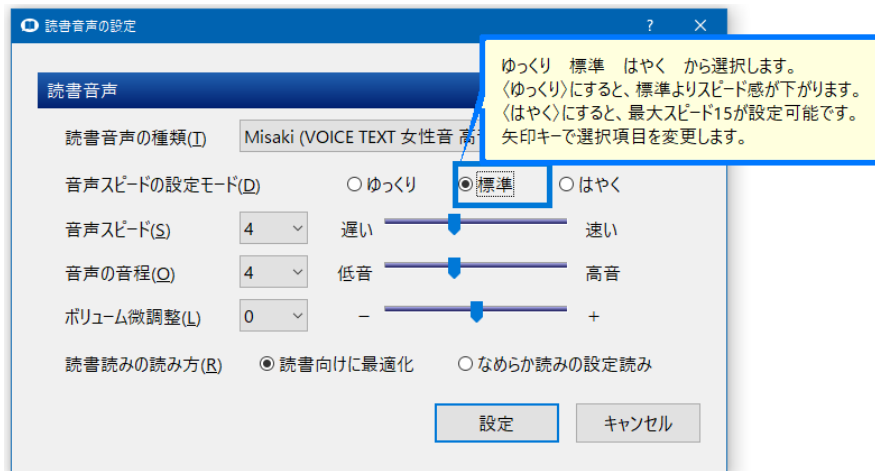 読書音声の設定
? ×
ゆっくり 標準 はやく から選択します。
〈ゆっくり〉にすると、標準よりスピード感が下がります。
〈はやく〉にすると、最大スピード15が設定可能です。
矢印キーで選択項目を変更します。
読書音声
読書音声の種類(T) Misaki (VOICE TEXT 女性音 高
音声スピードの設定モード(D) ゆっくり 標準 はやく
音声スピード(S) 4 遅い 速い
音声の音程(O) 4 低音 高音
ボリューム微調整(L) 0 − +
読書読みの読み方(R) 読書向けに最適化 なめらか読みの設定読み
設定 キャンセル